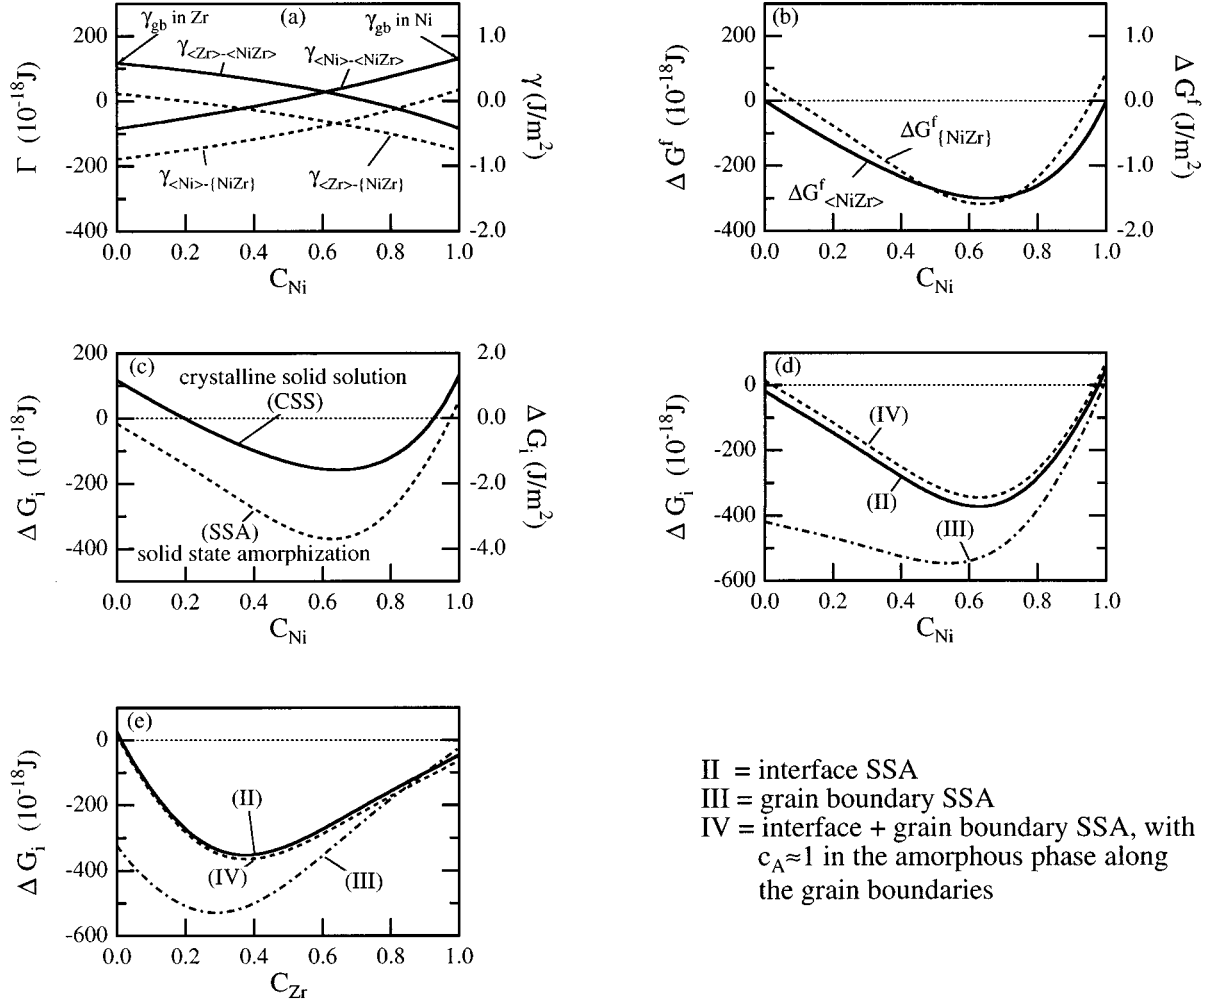 (a)
γgb in Zr
γgb in Ni
γ<Zr>-<NiZr>
γ<Ni>-<NiZr>
γ<Ni>-{NiZr}
γ<Zr>-{NiZr}
Γ (10-18J)
200
0
-200
-400
γ (J/m2)
1.0
0.0
-1.0
-2.0
0.0 0.2 0.4 0.6 0.8 1.0
CNi
(b)
ΔGf{NiZr}
ΔGf<NiZr>
Δ Gf (10-18J)
200
0
-200
-400
Δ Gf (J/m2)
1.0
0.0
-1.0
-2.0
0.0 0.2 0.4 0.6 0.8 1.0
CNi
(c)
crystalline solid solution
(CSS)
(SSA)
solid state amorphization
Δ Gi (10-18J)
200
0
-200
-400
Δ Gi (J/m2)
2.0
0.0
-2.0
-4.0
0.0 0.2 0.4 0.6 0.8 1.0
CNi
(d)
(IV)
(II)
(III)
Δ Gi (10-18J)
0
-200
-400
-600
0.0 0.2 0.4 0.6 0.8 1.0
CNi
(e)
(II)
(IV)
(III)
Δ Gi (10-18J)
0
-200
-400
-600
0.0 0.2 0.4 0.6 0.8 1.0
CZr
II = interface SSA
III = grain boundary SSA
IV = interface + grain boundary SSA, with
cA≈1 in the amorphous phase along
the grain boundaries